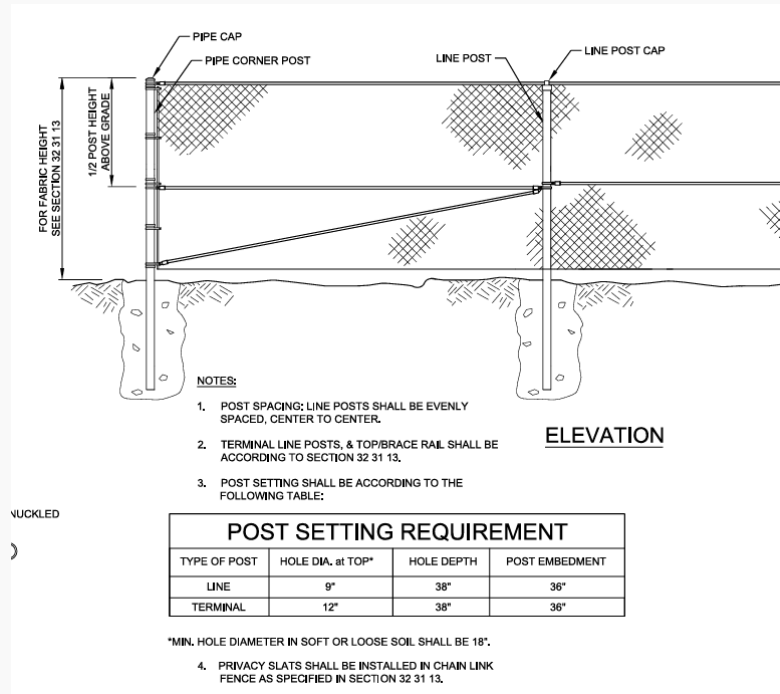 PIPE CAP
PIPE CORNER POST
LINE POST
LINE POST CAP
1/2 POST HEIGHT
ABOVE GRADE
FOR FABRIC HEIGHT
SEE SECTION 32 31 13
NOTES:
1. POST SPACING: LINE POSTS SHALL BE EVENLY
SPACED, CENTER TO CENTER.
2. TERMINAL LINE POSTS, & TOP/BRACE RAIL SHALL BE
ACCORDING TO SECTION 32 31 13.
3. POST SETTING SHALL BE ACCORDING TO THE
FOLLOWING TABLE:
ELEVATION
NUCKLED
POST SETTING REQUIREMENT
TYPE OF POST HOLE DIA. at TOP* HOLE DEPTH POST EMBEDMENT
LINE 9" 38" 36"
TERMINAL 12" 38" 36"
*MIN. HOLE DIAMETER IN SOFT OR LOOSE SOIL SHALL BE 18".
4. PRIVACY SLATS SHALL BE INSTALLED IN CHAIN LINK
FENCE AS SPECIFIED IN SECTION 32 31 13.